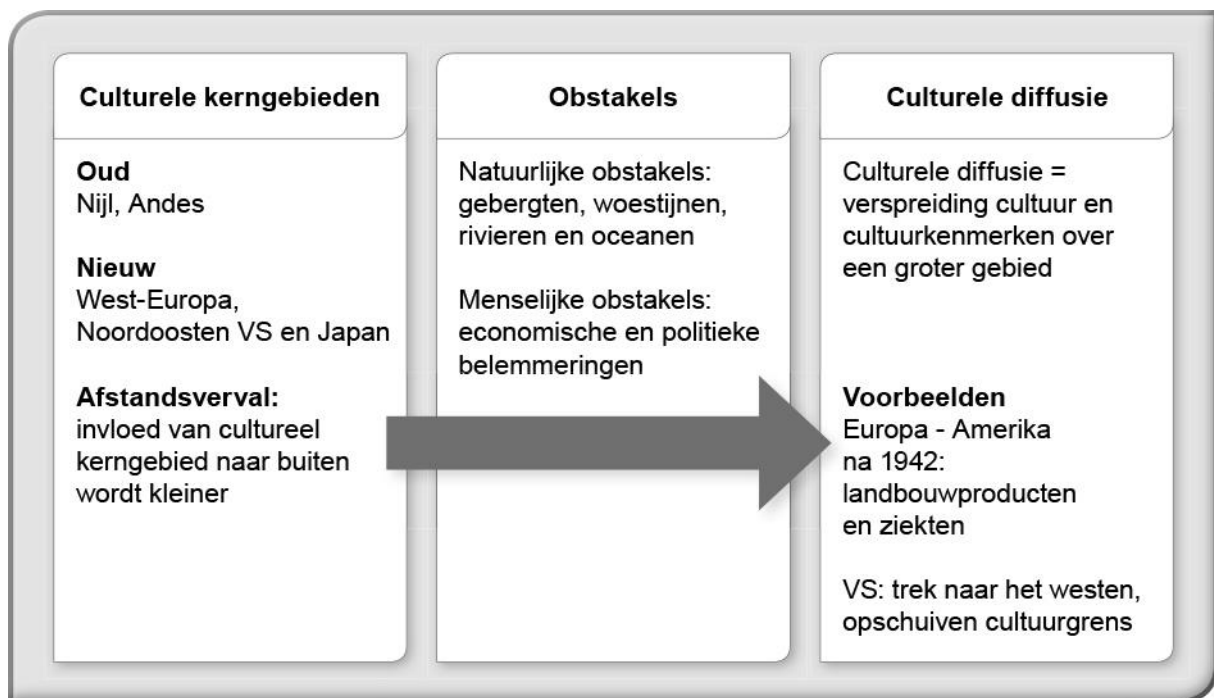 Culturele kerngebieden
Oud
Nijl, Andes
Nieuw
West-Europa,
Noordoosten VS en Japan
Afstandsverval:
invloed van cultureel
kerngebied naar buiten
wordt kleiner
Obstakels
Natuurlijke obstakels:
gebergten, woestijnen,
rivieren en oceanen
Menselijke obstakels:
economische en politieke
belemmeringen
Culturele diffusie
Culturele diffusie =
verspreiding cultuur en
cultuurkenmerken over
een groter gebied
Voorbeelden
Europa - Amerika
na 1942:
landbouwproducten
en ziekten
VS: trek naar het westen,
opschuiven cultuurgrens